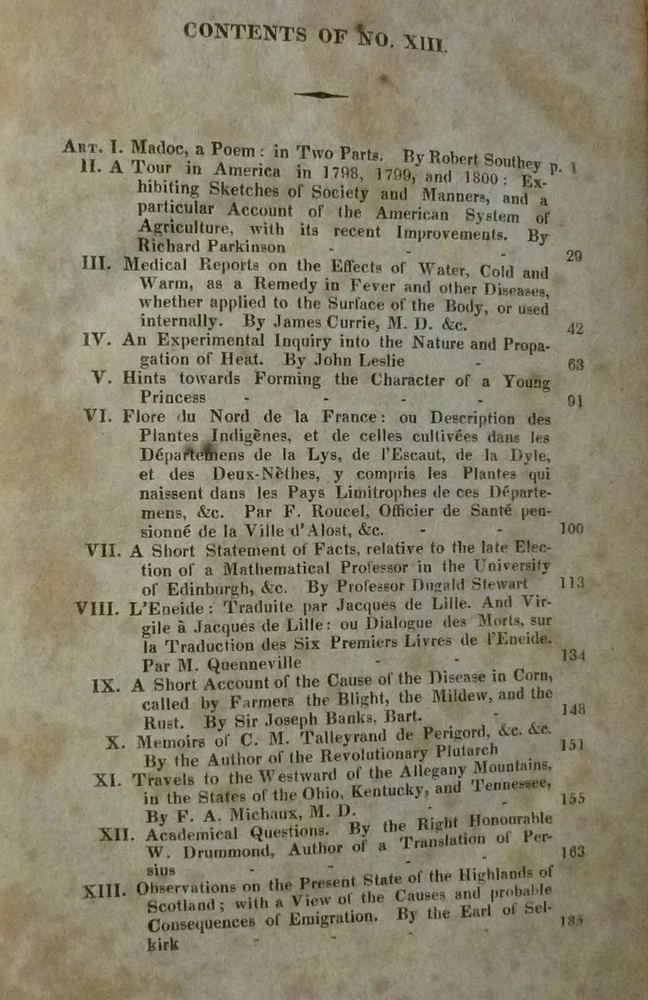 CONTENTS OF NO. XIII.
ART. I. Madoc, a Poem: in Two Parts. By Robert Southey p. 1
II. A Tour in America in 1798, 1799, and 1800: Ex-
hibiting Sketches of Society and Manners, and a
particular Account of the American System of
Agriculture, with its recent Improvements. By
Richard Parkinson - - - 29
III. Medical Reports on the Effects of Water, Cold and
Warm, as a Remedy in Fever and other Diseases,
whether applied to the Surface of the Body, or used
internally. By James Currie, M. D. &c. 42
IV. An Experimental Inquiry into the Nature and Propa-
gation of Heat. By John Leslie - 63
V. Hints towards Forming the Character of a Young
Princess - - - - 91
VI. Flore du Nord de la France: ou Description des
Plantes Indigènes, et de celles cultivées dans les
Départemens de la Lys, de l'Escaut, de la Dyle,
et des Deux-Nèthes, y compris les Plantes qui
naissent dans les Pays Limitrophes de ces Départe-
mens, &c. Par F. Roucel, Officier de Santé pen-
sionné de la Ville d'Alost, &c. - - 100
VII. A Short Statement of Facts, relative to the late Elec-
tion of a Mathematical Professor in the University
of Edinburgh, &c. By Professor Dugald Stewart 113
VIII. L'Eneide: Traduite par Jacques de Lille. And Vir-
gile à Jacques de Lille: ou Dialogue des Morts, sur
la Traduction des Six Premiers Livres de l'Eneide.
Par M. Quenneville - - 134
IX. A Short Account of the Cause of the Disease in Corn,
called by Farmers the Blight, the Mildew, and the
Rust. By Sir Joseph Banks, Bart. - 148
X. Memoirs of C. M. Talleyrand de Perigord, &c. &c.
By the Author of the Revolutionary Plutarch 151
XI. Travels to the Westward of the Allegany Mountains,
in the States of the Ohio, Kentucky, and Tennessee,
By F. A. Michaux, M. D. - - 155
XII. Academical Questions. By the Right Honourable
W. Drummond, Author of a Translation of Per-
sius - - - - 163
XIII. Observations on the Present State of the Highlands of
Scotland; with a View of the Causes and probable
Consequences of Emigration. By the Earl of Sel-
kirk - - - 185